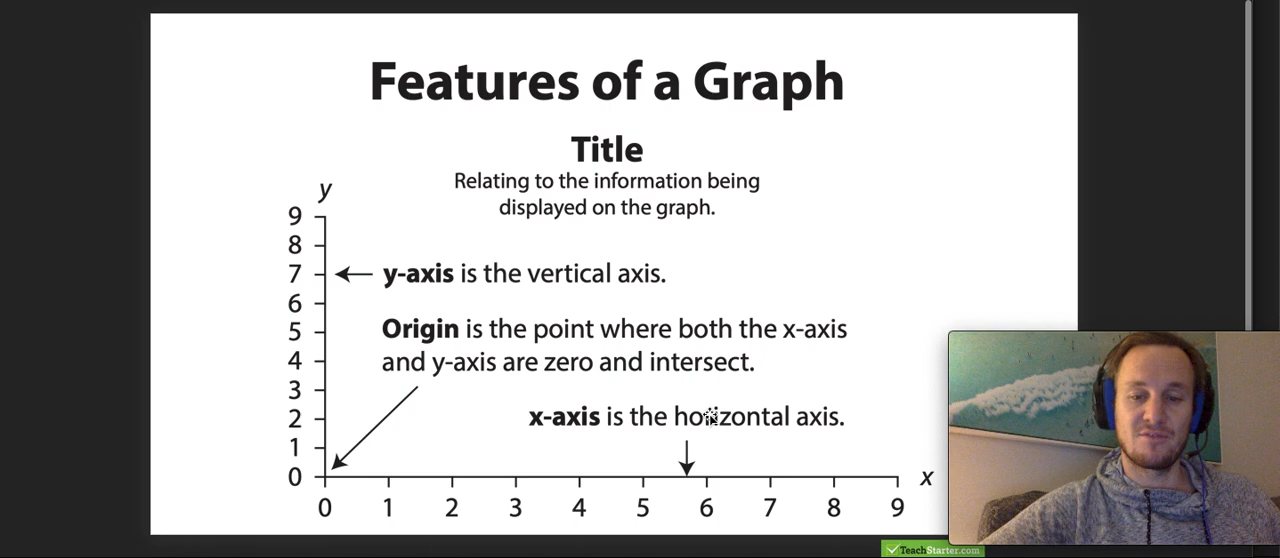 Features of a Graph
Title
Relating to the information being
displayed on the graph.
y
9
8
7
y-axis is the vertical axis.
6
5
Origin is the point where both the x-axis
4
and y-axis are zero and intersect.
3
2
x-axis is the horizontal axis.
1
0
x
0 1 2 3 4 5 6 7 8 9
TeachStarter.com